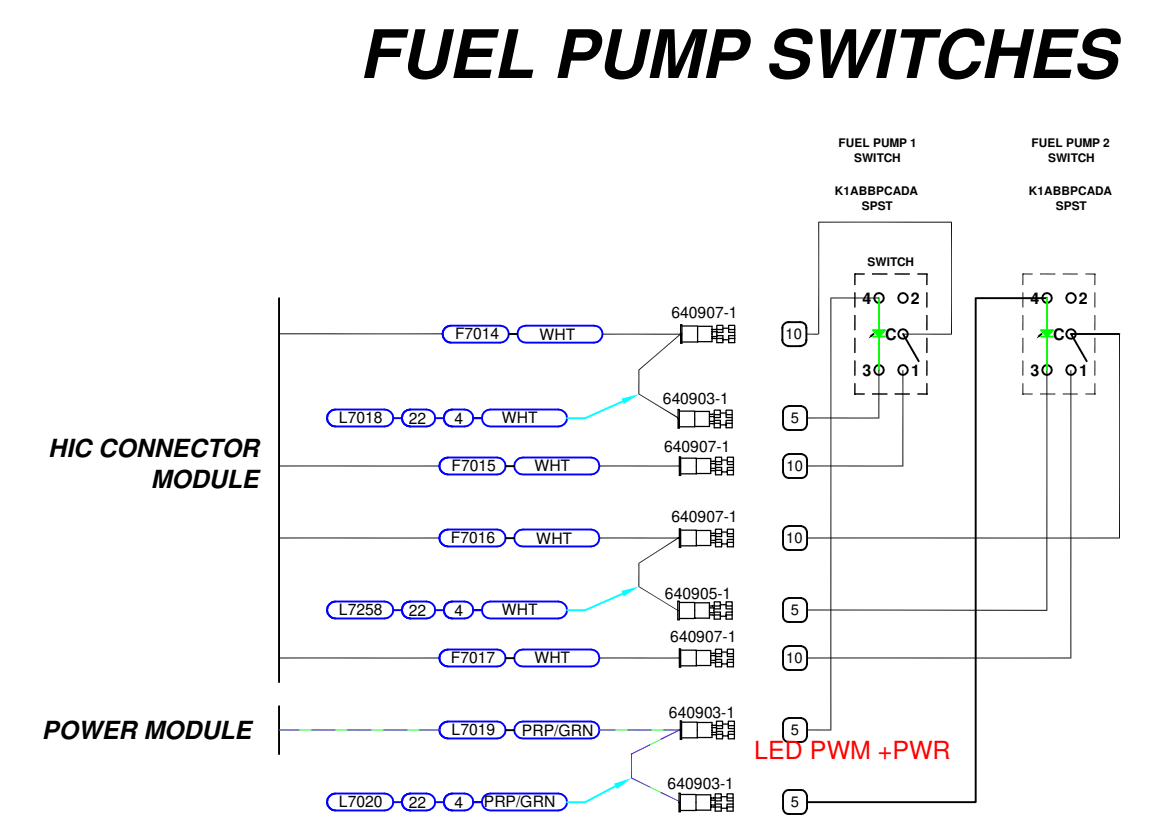 FUEL PUMP SWITCHES
FUEL PUMP 1
SWITCH
K1ABBPCADA
SPST
FUEL PUMP 2
SWITCH
K1ABBPCADA
SPST
SWITCH
4 2
C
3 1
4 2
C
3 1
HIC CONNECTOR
MODULE
F7014 WHT 640907-1 10
L7018 22 4 WHT 640903-1 5
F7015 WHT 640907-1 10
F7016 WHT 640907-1 10
L7258 22 4 WHT 640905-1 5
F7017 WHT 640907-1 10
POWER MODULE
L7019 PRP/GRN 640903-1 5
LED PWM +PWR
L7020 22 4 PRP/GRN 640903-1 5